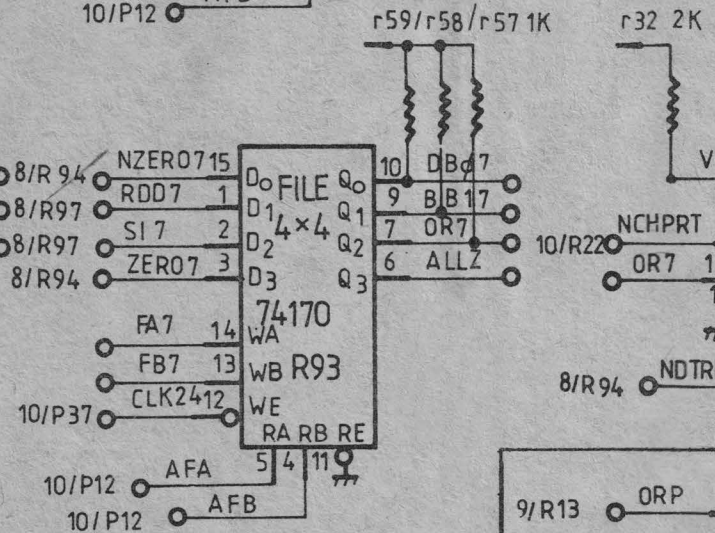 10/P12
r59/r58/r57 1K
r32 2K
8/R94 NZERO7 15 D0 FILE Q0 10 DBφ7
8/R97 RDD7 1 D1 4×4 Q1 9 BB17
8/R97 SI7 2 D2 Q2 7 OR7
8/R94 ZERO7 3 D3 Q3 6 ALLZ
V
10/R22 NCHPRT
OR7 1
74170
FA7 14 WA
FB7 13 WB R93
10/P37 CLK24 12 WE
8/R94 NDTR
RA RB RE
5 4 11
10/P12 AFA
10/P12 AFB
9/R13 ORP